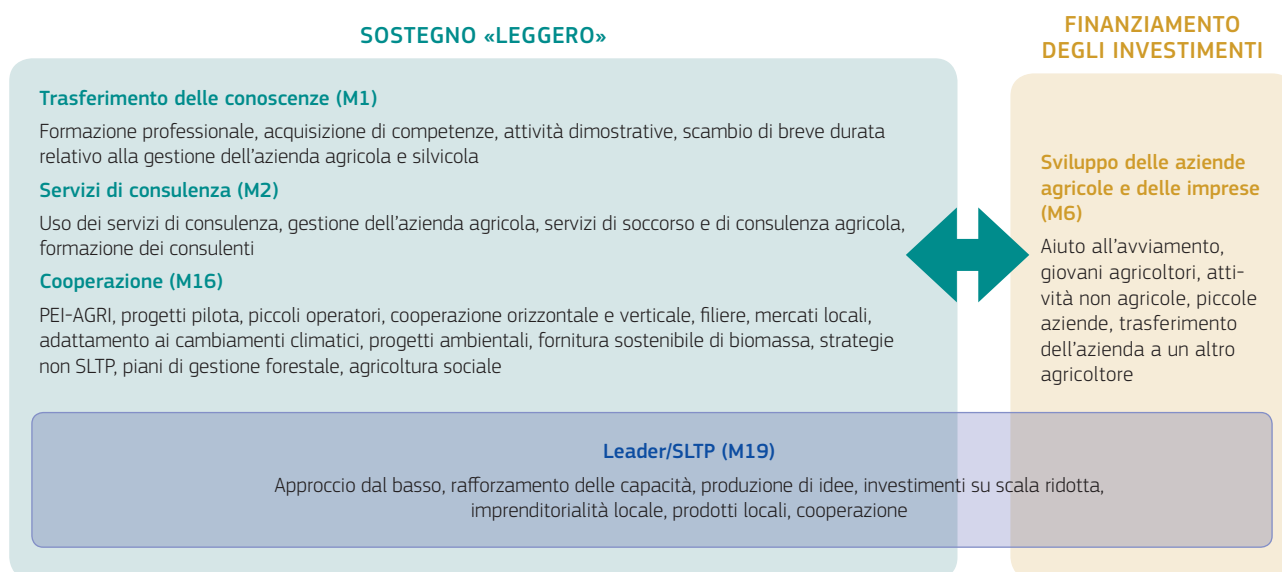 SOSTEGNO «LEGGERO»
Trasferimento delle conoscenze (M1)
Formazione professionale, acquisizione di competenze, attività dimostrative, scambio di breve durata
relativo alla gestione dell'azienda agricola e silvicola
Servizi di consulenza (M2)
Uso dei servizi di consulenza, gestione dell'azienda agricola, servizi di soccorso e di consulenza agricola,
formazione dei consulenti
Cooperazione (M16)
PEI-AGRI, progetti pilota, piccoli operatori, cooperazione orizzontale e verticale, filiere, mercati locali,
adattamento ai cambiamenti climatici, progetti ambientali, fornitura sostenibile di biomassa, strategie
non SLTP, piani di gestione forestale, agricoltura sociale
FINANZIAMENTO
DEGLI INVESTIMENTI
Sviluppo delle aziende
agricole e delle imprese
(M6)
Aiuto all'avviamento,
giovani agricoltori, atti-
vità non agricole, piccole
aziende, trasferimento
dell'azienda a un altro
agricoltore
Leader/SLTP (M19)
Approccio dal basso, rafforzamento delle capacità, produzione di idee, investimenti su scala ridotta,
imprenditorialità locale, prodotti locali, cooperazione